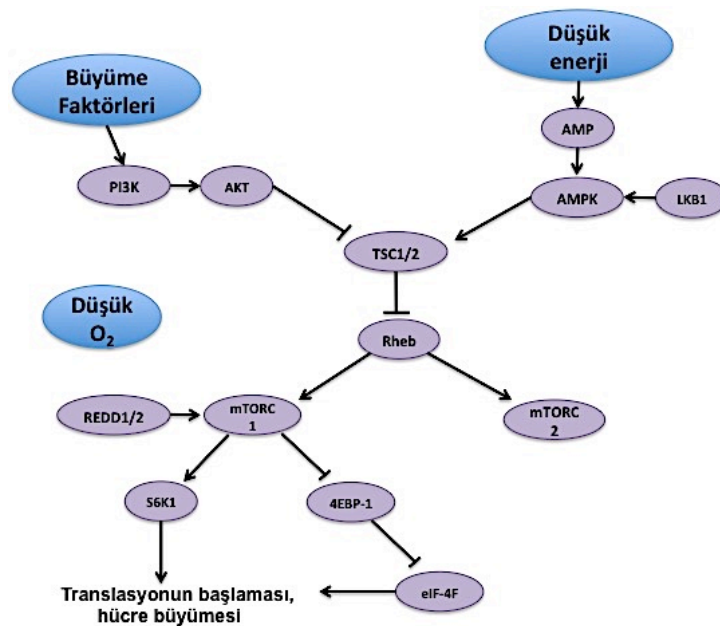 Büyüme
Faktörleri
Düşük
enerji
AMP
PI3K
AKT
AMPK
LKB1
TSC1/2
Düşük
O₂
Rheb
REDD1/2
mTORC
1
mTORC
2
S6K1
4EBP-1
eIF-4F
Translasyonun başlaması,
hücre büyümesi